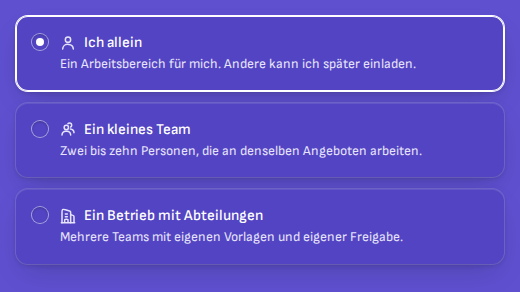 Ich allein
Ein Arbeitsbereich für mich. Andere kann ich später einladen.
Ein kleines Team
Zwei bis zehn Personen, die an denselben Angeboten arbeiten.
Ein Betrieb mit Abteilungen
Mehrere Teams mit eigenen Vorlagen und eigener Freigabe.